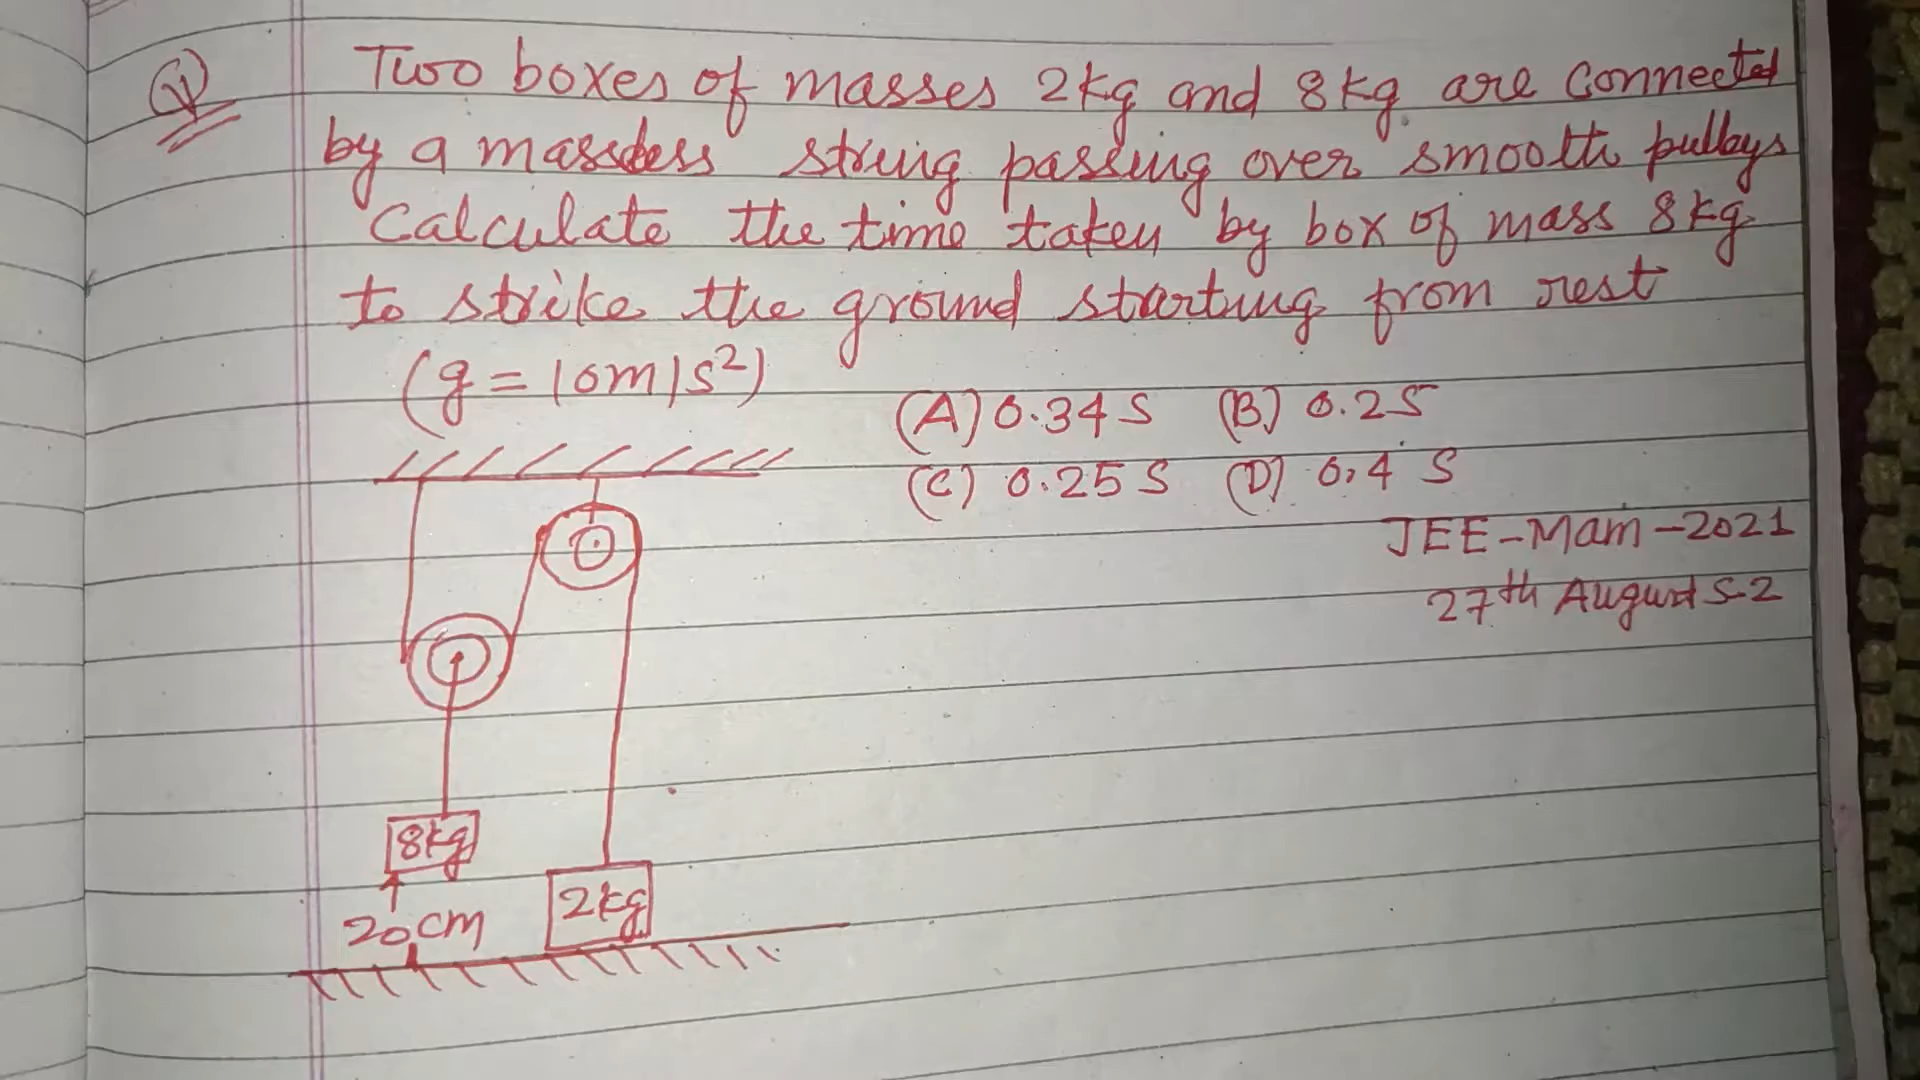 Q
Two boxes of masses 2kg and 8kg are connected
by a massless string passing over smooth pulleys
Calculate the time taken by box of mass 8kg
to strike the ground starting from rest
(g = 10m/s²)
(A) 0.34 S (B) 0.2S
(C) 0.25 S (D) 0.4 S
JEE-Main-2021
27th August S-2
8kg
20cm
2kg